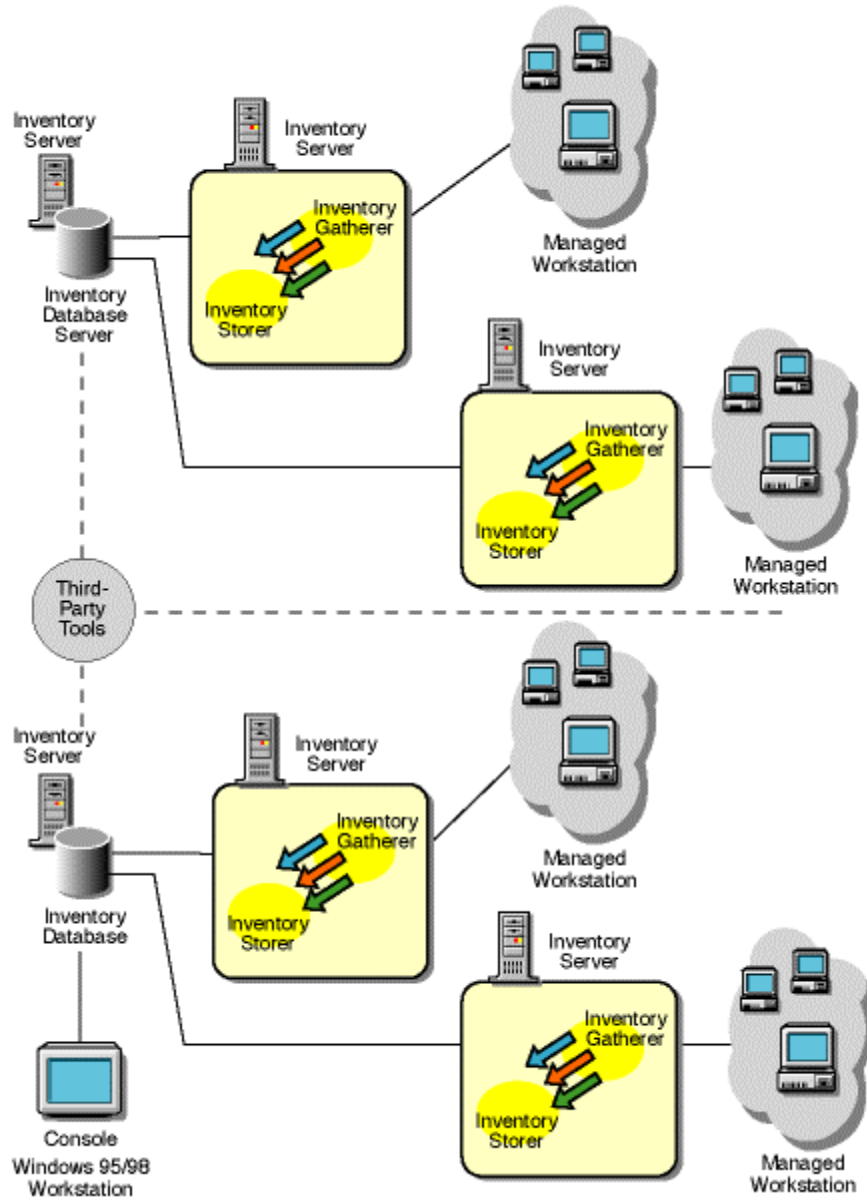 Inventory
Server
Inventory
Server
Inventory
Gatherer
Inventory
Storer
Managed
Workstation
Inventory
Database
Server
Inventory
Server
Inventory
Gatherer
Inventory
Storer
Managed
Workstation
Third-
Party
Tools
Inventory
Server
Inventory
Server
Inventory
Gatherer
Inventory
Storer
Managed
Workstation
Inventory
Database
Inventory
Server
Inventory
Gatherer
Inventory
Storer
Managed
Workstation
Console
Windows 95/98
Workstation